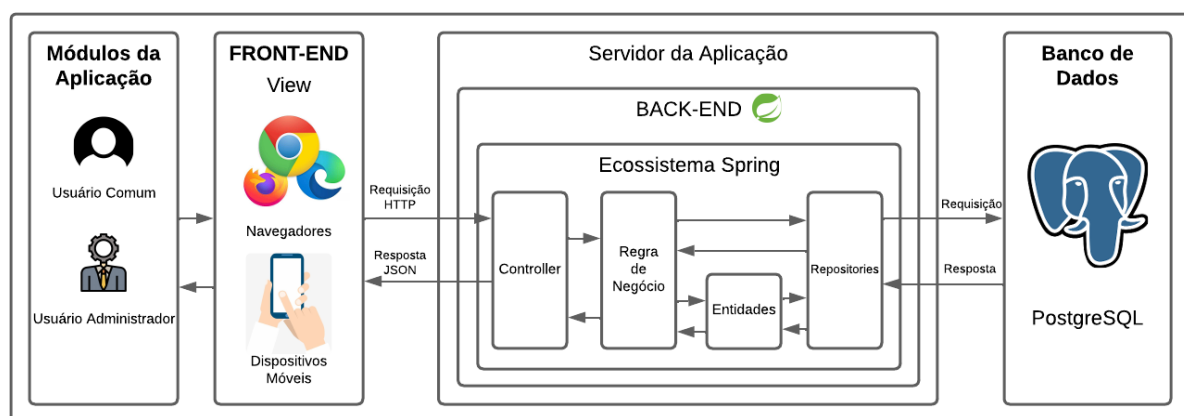 Módulos da
Aplicação
Usuário Comum
Usuário Administrador
FRONT-END
View
Navegadores
Dispositivos
Móveis
Requisição
HTTP
Resposta
JSON
Servidor da Aplicação
BACK-END
Ecossistema Spring
Controller
Regra
de
Negócio
Entidades
Repositories
Requisição
Resposta
Banco de
Dados
PostgreSQL